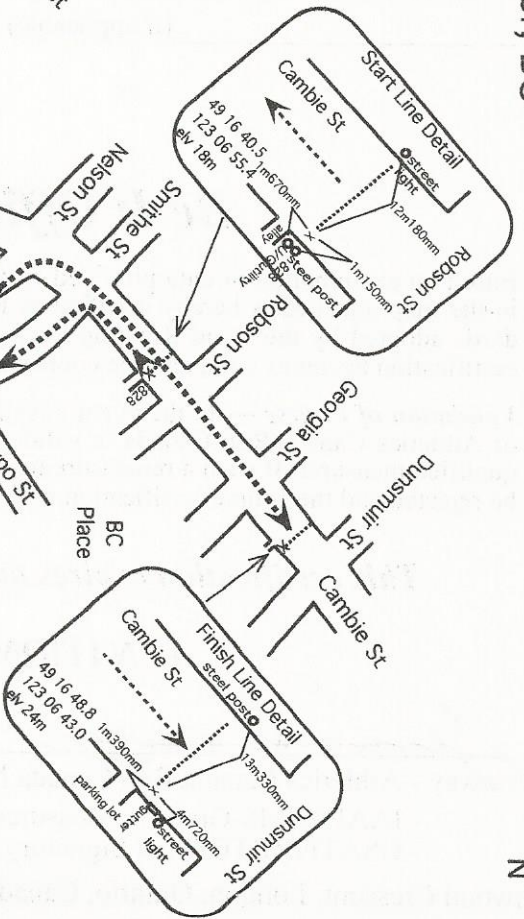 Start Line Detail
Cambie St
Robson St
street
light
12m180mm
1m150mm
1m670mm
steel post
828
alley
49 16 40.5
123 06 55.4
elv 18m
Nelson St
Smithe St
Robson St
X 828
Georgia St
Dunsmuir
St
Cambie St
BC
Place
Finish Line Detail
steel post
Cambie St
13m350mm
Dunsmuir St
1m390mm
4m720mm
street
light
parking lot
49 16 48.8
123 06 43.0
elv 24m
N